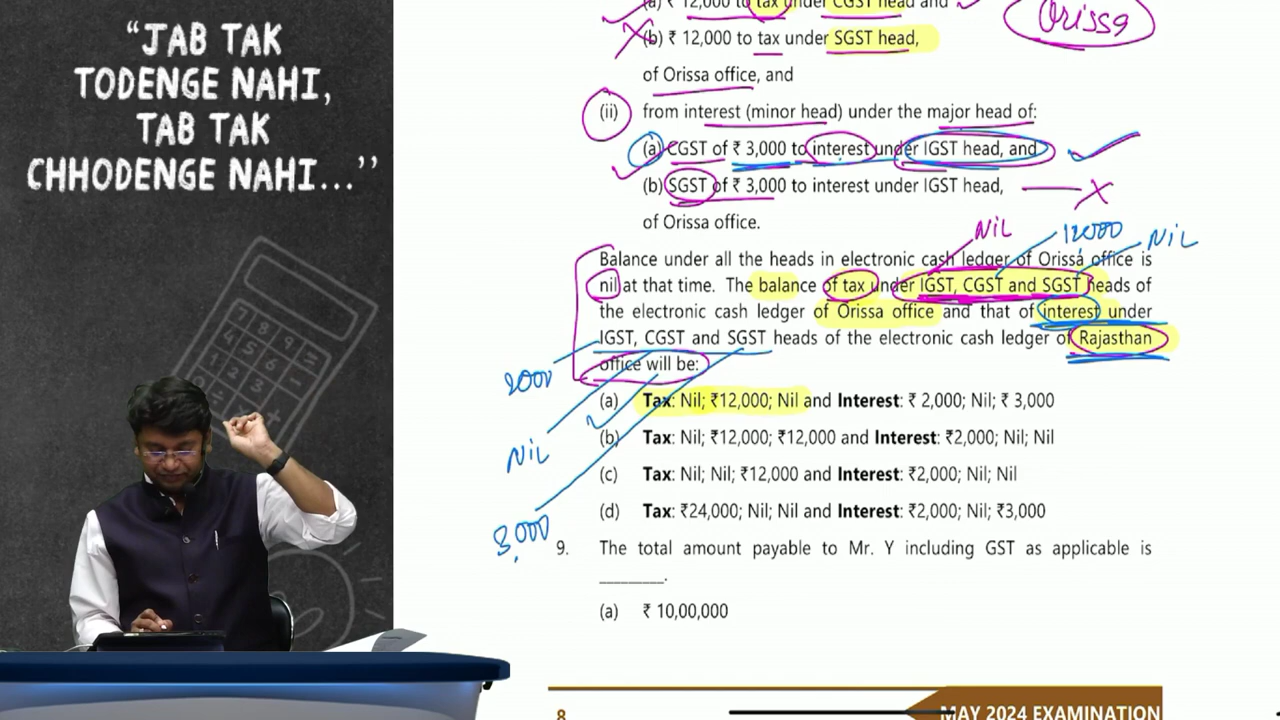 “JAB TAK
TODENGE NAHI,
TAB TAK
CHHODENGE NAHI...’’
(a) ₹ 12,000 to tax under CGST head and
Orissa
(b) ₹ 12,000 to tax under SGST head,
of Orissa office, and
(ii) from interest (minor head) under the major head of:
(a) CGST of ₹ 3,000 to interest under IGST head, and
(b) SGST of ₹ 3,000 to interest under IGST head,
of Orissa office.
Nil 12000 Nil
Balance under all the heads in electronic cash ledger of Orissa office is
nil at that time. The balance of tax under IGST, CGST and SGST heads of
the electronic cash ledger of Orissa office and that of interest under
IGST, CGST and SGST heads of the electronic cash ledger of Rajasthan
office will be:
2000
(a) Tax: Nil; ₹12,000; Nil and Interest: ₹ 2,000; Nil; ₹ 3,000
(b) Tax: Nil; ₹12,000; ₹12,000 and Interest: ₹2,000; Nil; Nil
Nil
(c) Tax: Nil; Nil; ₹12,000 and Interest: ₹2,000; Nil; Nil
(d) Tax: ₹24,000; Nil; Nil and Interest: ₹2,000; Nil; ₹3,000
3,000
9. The total amount payable to Mr. Y including GST as applicable is
_________.
(a) ₹ 10,00,000
8 MAY 2024 EXAMINATION